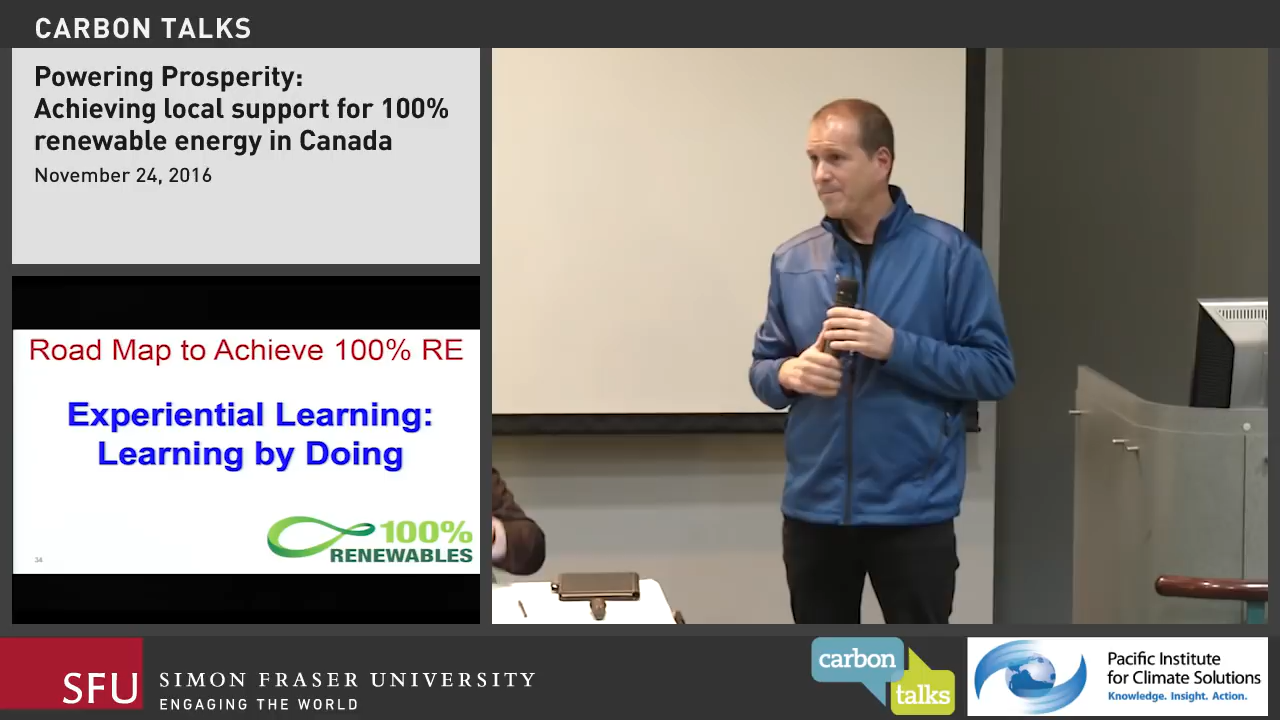 CARBON TALKS
Powering Prosperity:
Achieving local support for 100%
renewable energy in Canada
November 24, 2016
Road Map to Achieve 100% RE
Experiential Learning:
Learning by Doing
100%
RENEWABLES
34
SFU
SIMON FRASER UNIVERSITY
ENGAGING THE WORLD
carbon
talks
Pacific Institute
for Climate Solutions
Knowledge. Insight. Action.